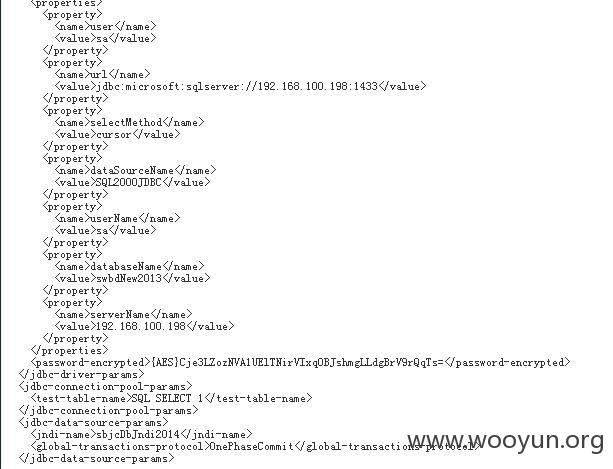 <properties>
<property>
<name>user</name>
<value>sa</value>
</property>
<property>
<name>url</name>
<value>jdbc:microsoft:sqlserver://192.168.100.198:1433</value>
</property>
<property>
<name>selectMethod</name>
<value>cursor</value>
</property>
<property>
<name>dataSourceName</name>
<value>SQL2000JDBC</value>
</property>
<property>
<name>userName</name>
<value>sa</value>
</property>
<property>
<name>databaseName</name>
<value>swbdNew2013</value>
</property>
<property>
<name>serverName</name>
<value>192.168.100.198</value>
</property>
</properties>
<password-encrypted>{AES}Cje3LZozNVA1UElTNirVIxqOBJshmgLLdgBrV9rQqTs=</password-encrypted>
</jdbc-driver-params>
<jdbc-connection-pool-params>
<test-table-name>SQL SELECT 1</test-table-name>
</jdbc-connection-pool-params>
<jdbc-data-source-params>
<jndi-name>sbjcDbJndi2014</jndi-name>
<global-transactions-protocol>OnePhaseCommit</global-transactions-protocol>
</jdbc-data-source-params>
www.wooyun.org